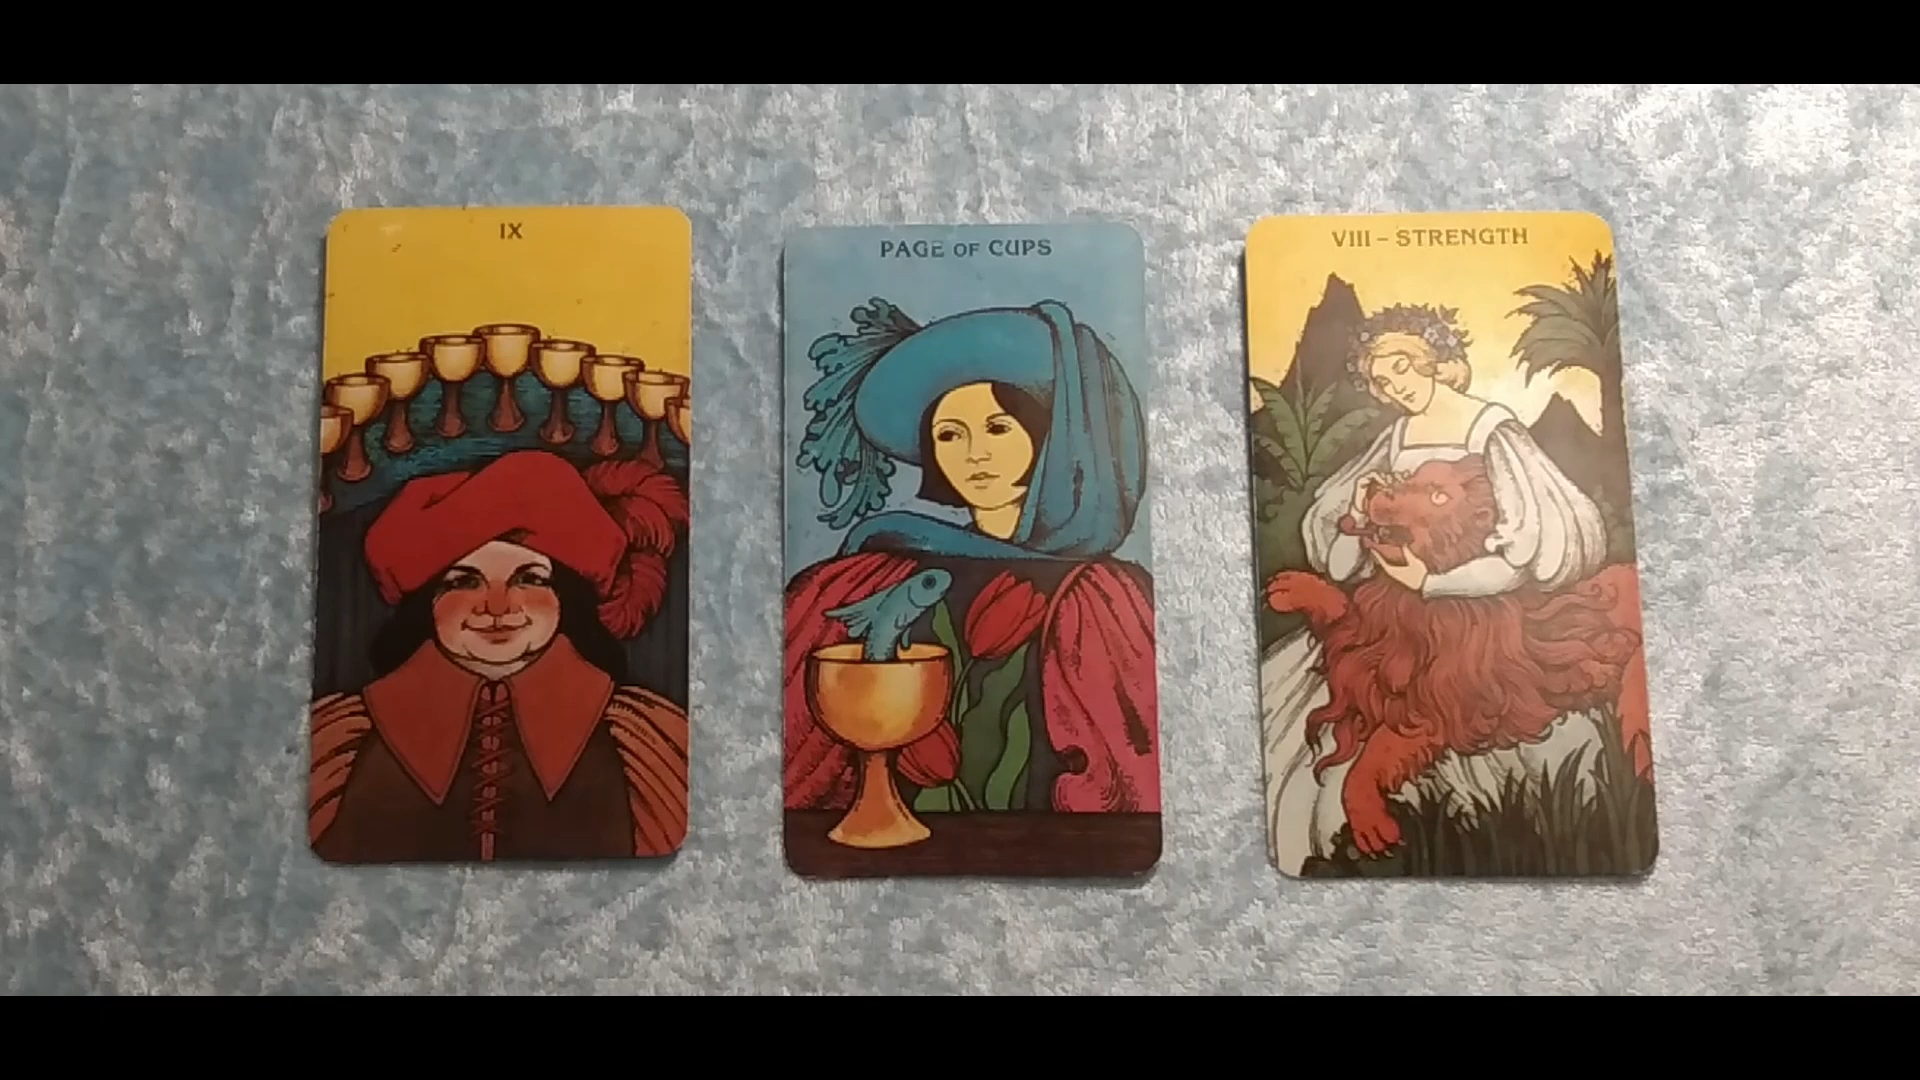 IX
PAGE OF CUPS
VIII – STRENGTH